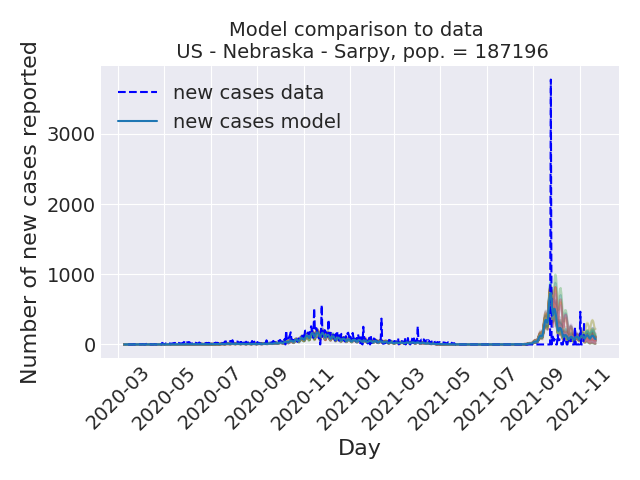 Model comparison to data
US - Nebraska - Sarpy, pop. = 187196
Number of new cases reported
new cases data
new cases model
3000
2000
1000
0
2020-03
2020-05
2020-07
2020-09
2020-11
2021-01
2021-03
2021-05
2021-07
2021-09
2021-11
Day